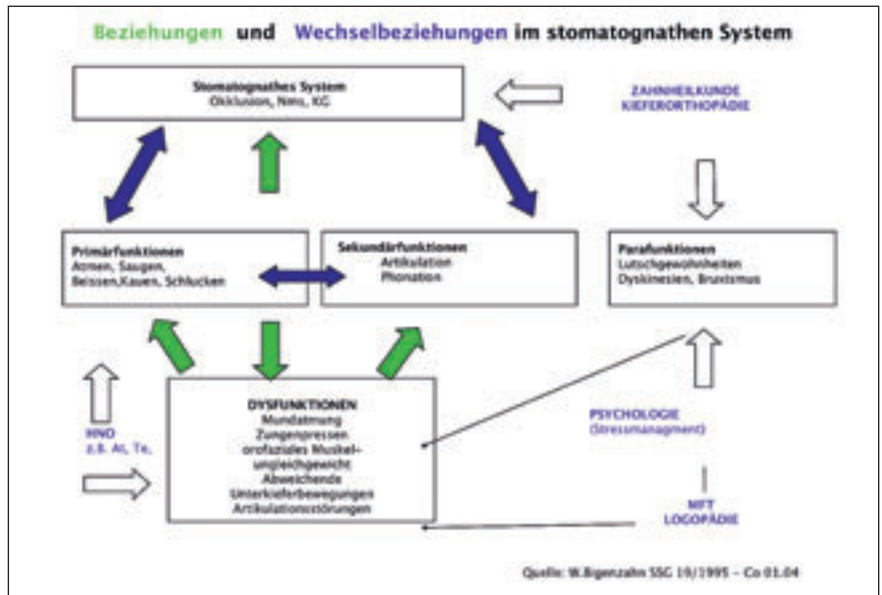 Beziehungen und Wechselbeziehungen im stomatognathen System
Stomatognathes System
Okklusion, Nms, KG
ZAHNHEILKUNDE
KIEFERORTHOPÄDIE
Primärfunktionen
Atmen, Saugen,
Beissen,Kauen, Schlucken
Sekundärfunktionen
Artikulation
Phonation
Parafunktionen
Lutschgewohnheiten
Dyskinesien, Bruxismus
HNO
z.B. At, Te,
DYSFUNKTIONEN
Mundatmung
Zungenpressen
orofaziales Muskel-
ungleichgewicht
Abweichende
Unterkieferbewegungen
Artikulationsstörungen
PSYCHOLOGIE
(Stressmanagment)
MFT
LOGOPÄDIE
Quelle: W.Bigenzahn SSG 19/1995 - Co 01.04